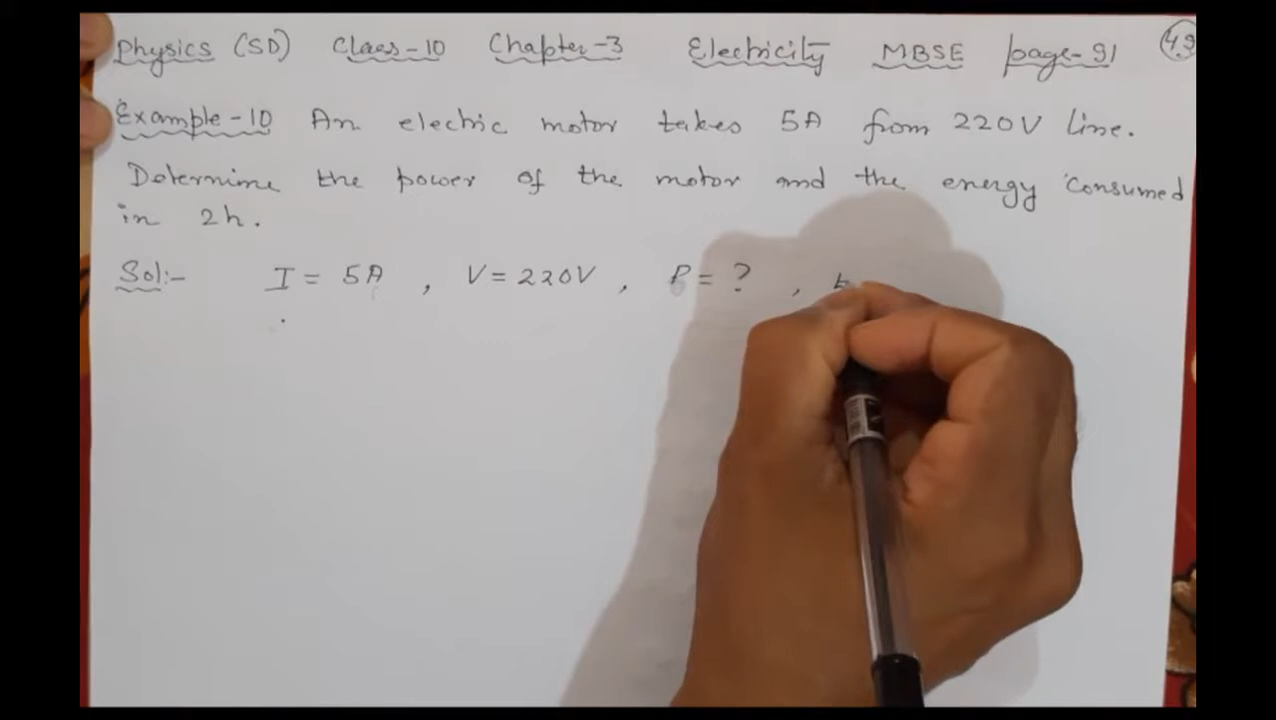 Physics (SD) Class-10 Chapter-3 Electricity MBSE page-91 49
Example-10 An electric motor takes 5A from 220V line.
Determine the power of the motor and the energy consumed
in 2h.
Sol:- I = 5A , V = 220V , P = ? ,